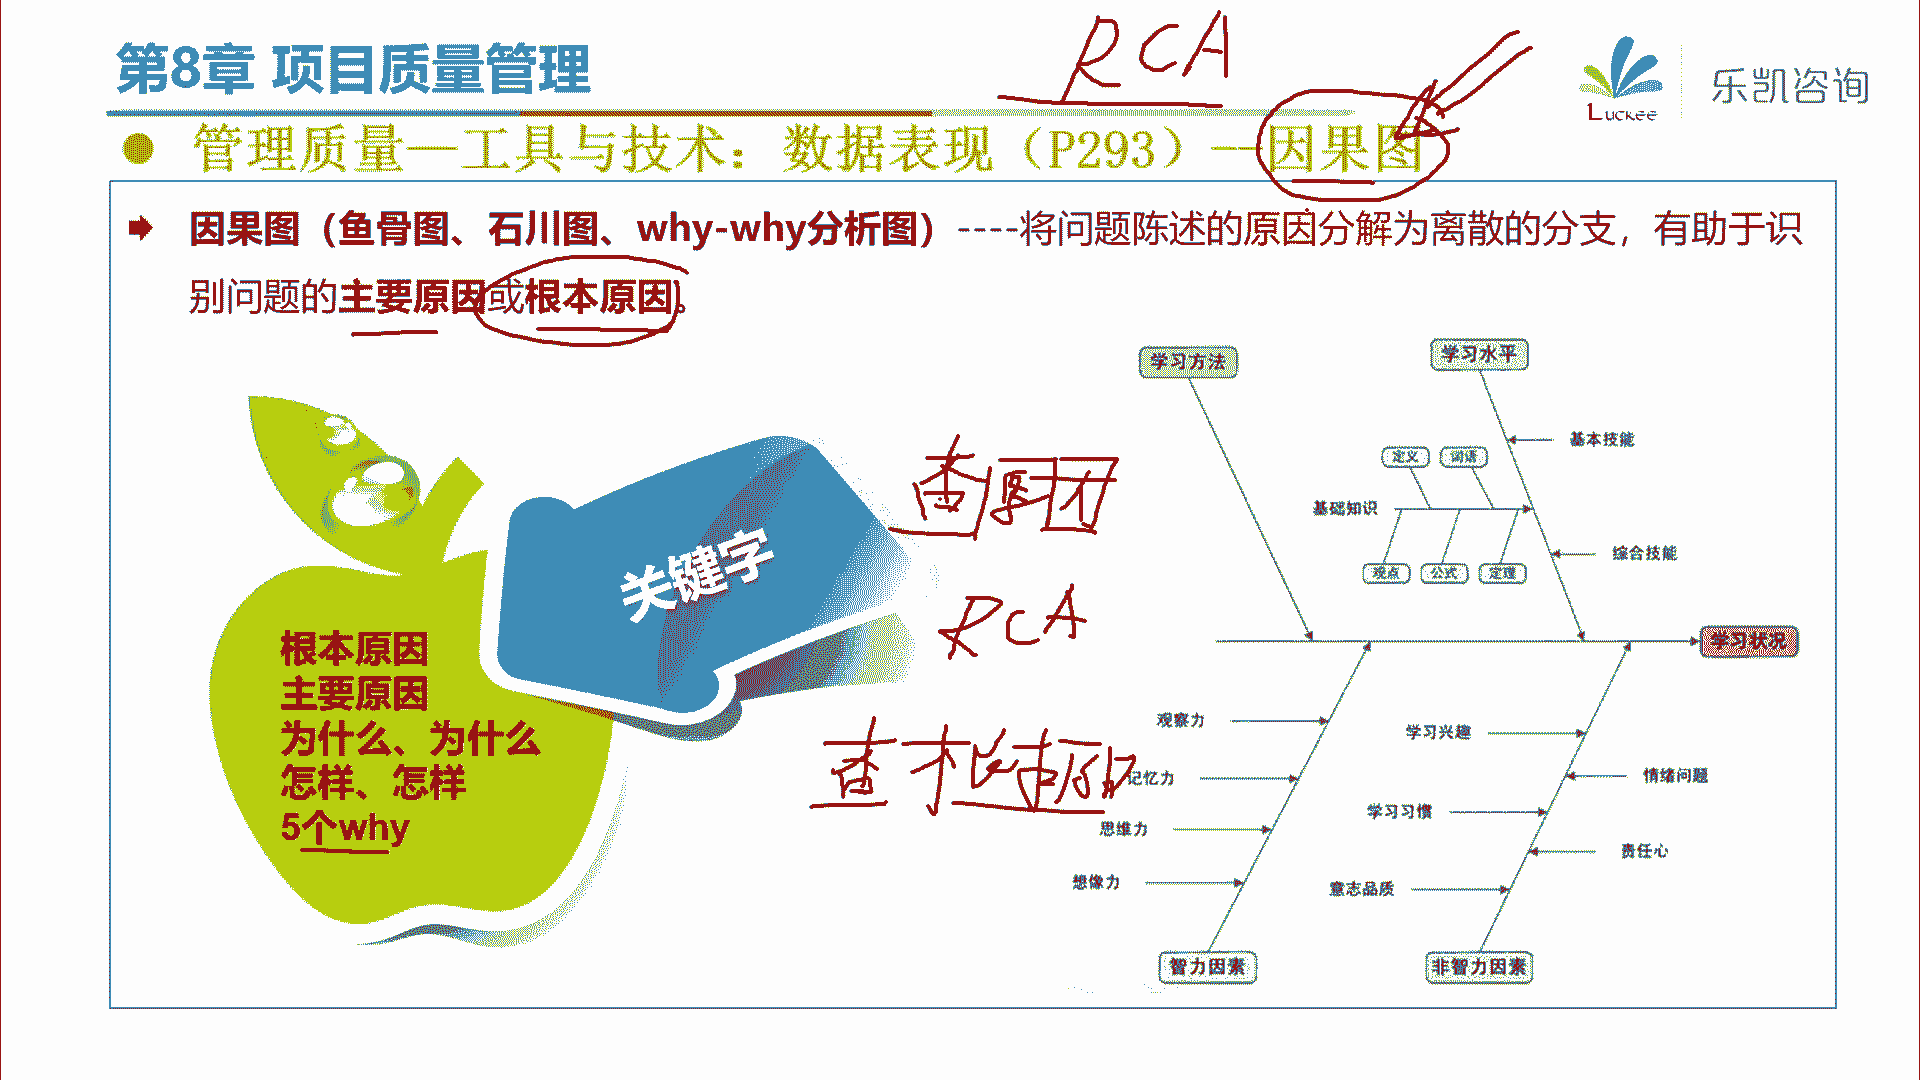 RCA
第8章 项目质量管理
Luckee
乐凯咨询
管理质量—工具与技术：数据表现（P293）—因果图
因果图（鱼骨图、石川图、why-why分析图）----将问题陈述的原因分解为离散的分支，有助于识
别问题的主要原因或根本原因。
关键字
根本原因
主要原因
为什么、为什么
怎样、怎样
5个why
RCA
学习方法
学习水平
基本技能
定义
词语
基础知识
综合技能
观点
公式
定理
学习状况
观察力
记忆力
思维力
想像力
智力因素
学习兴趣
情绪问题
学习习惯
责任心
意志品质
非智力因素